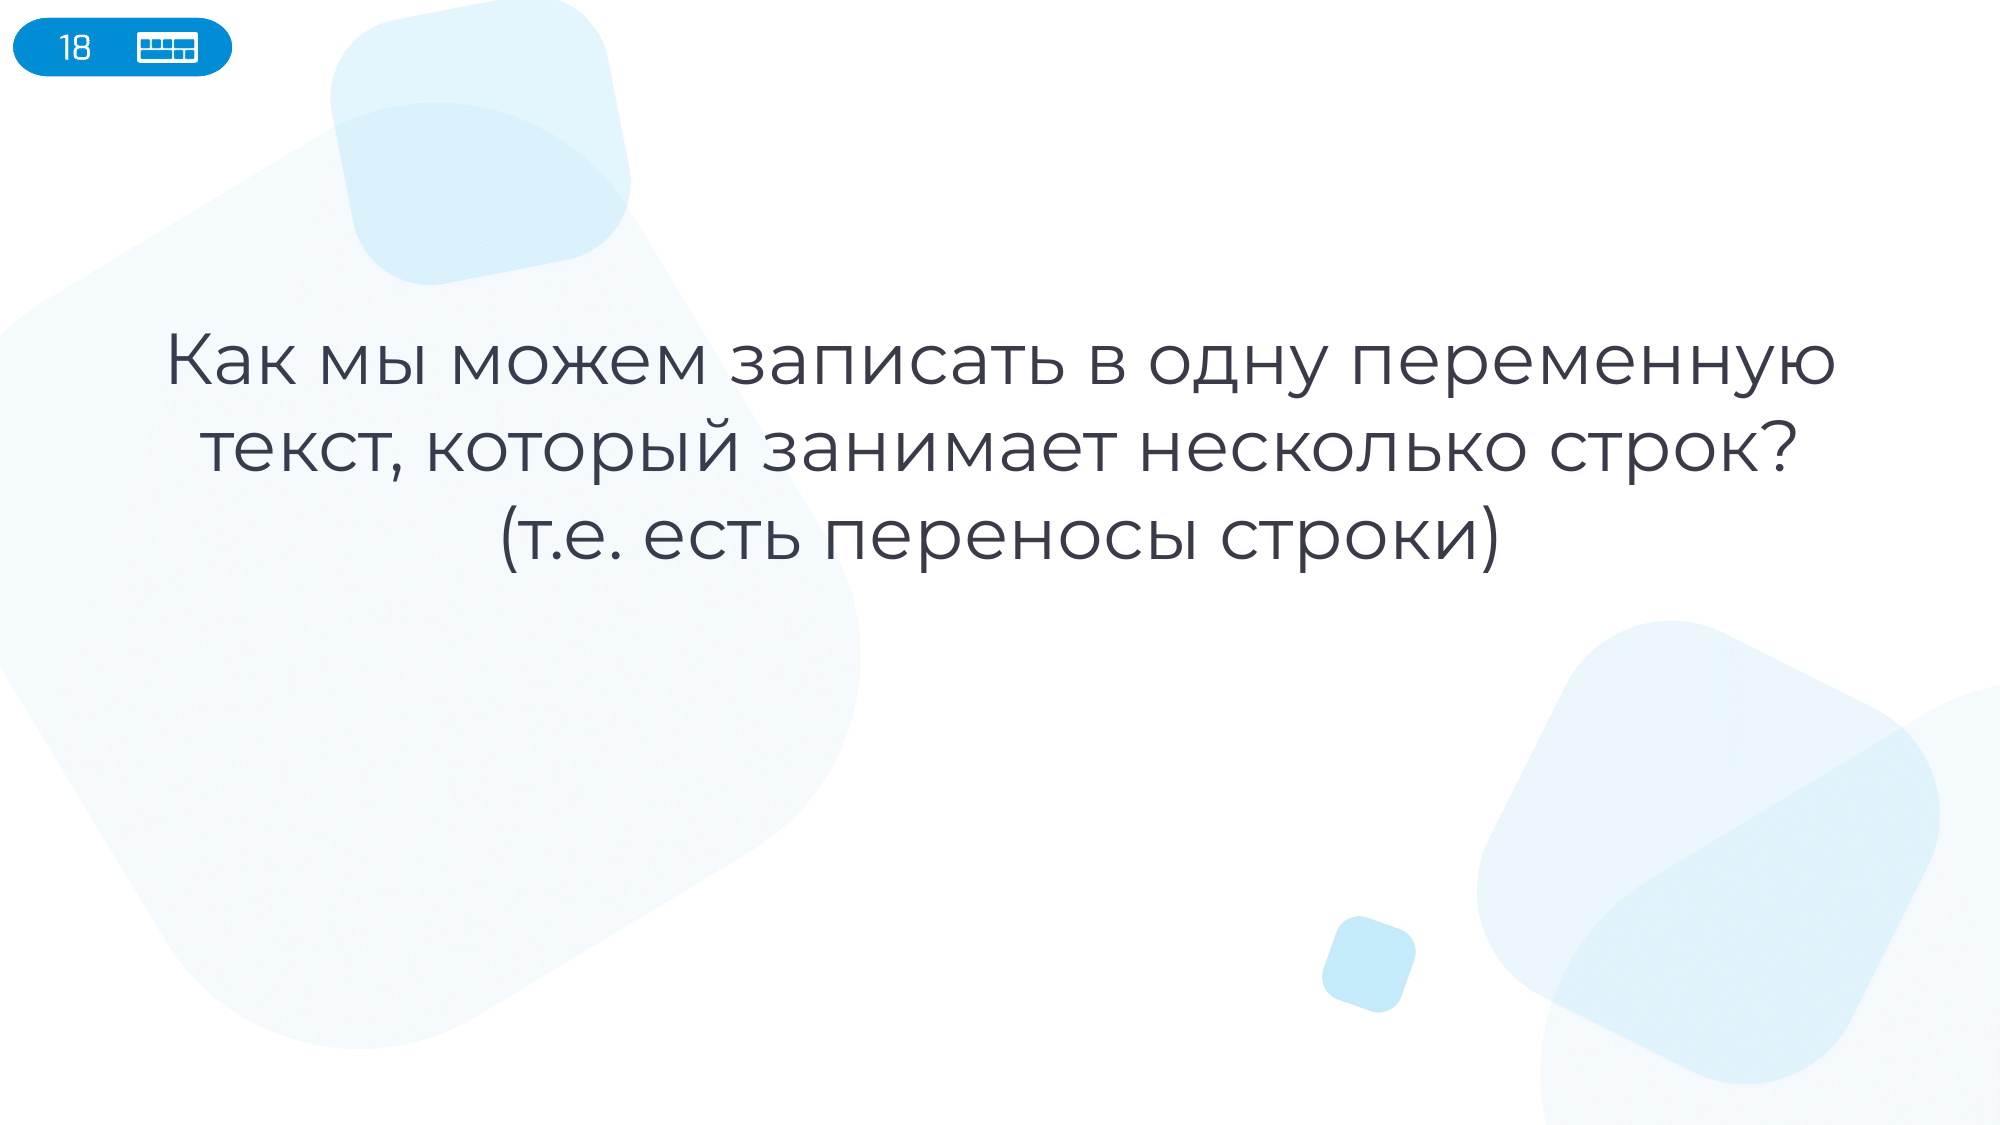 18
Как мы можем записать в одну переменную
текст, который занимает несколько строк?
(т.е. есть переносы строки)